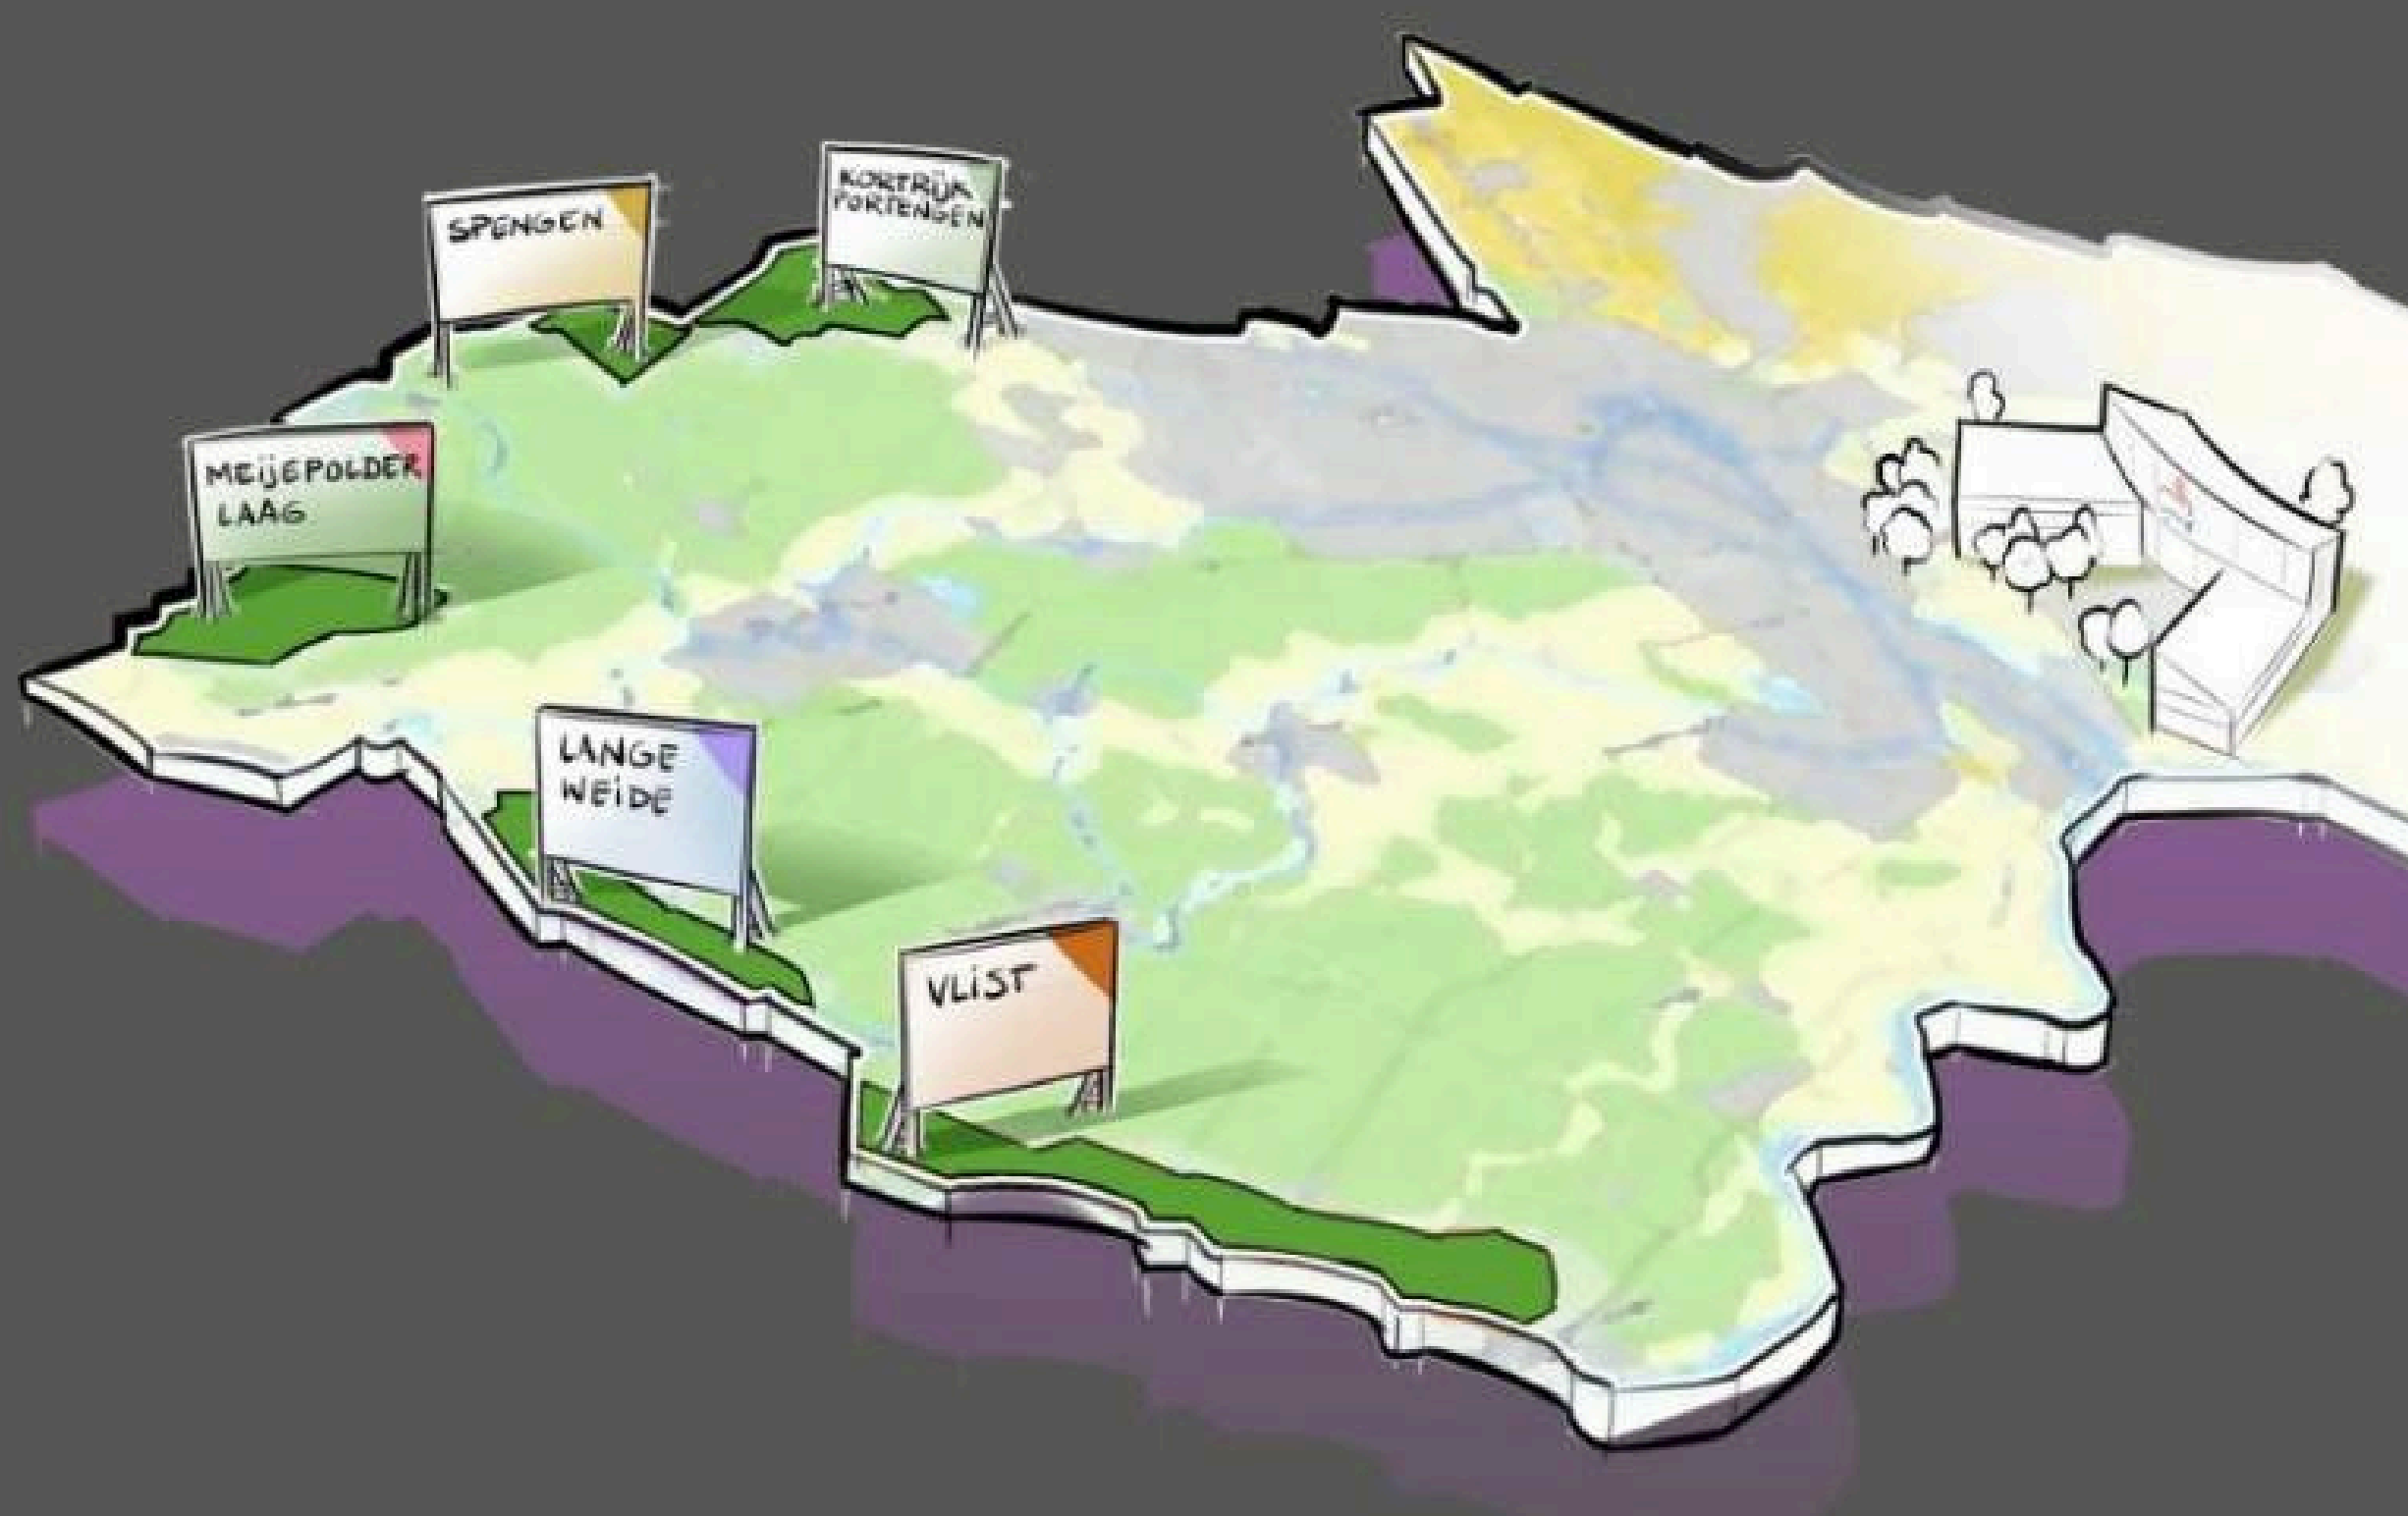 SPENGEN
KORTRIJK
PORTENGEN
MEIJEPOLDER
LAAG
LANGE
WEIDE
VLIST